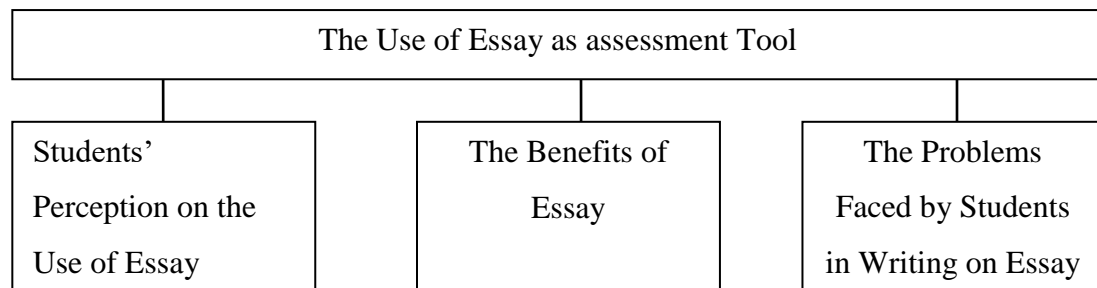 The Use of Essay as assessment Tool
Students’
Perception on the
Use of Essay
The Benefits of
Essay
The Problems
Faced by Students
in Writing on Essay